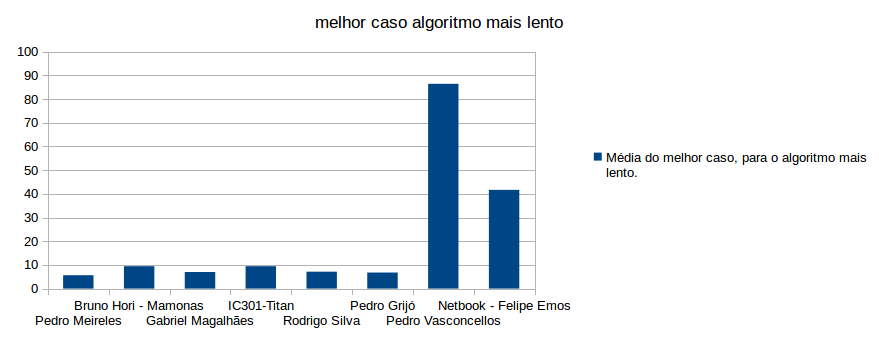 melhor caso algoritmo mais lento
100
90
80
70
60
50
40
30
20
10
0
Média do melhor caso, para o algoritmo mais
lento.
Bruno Hori - Mamonas IC301-Titan Pedro Grijó Netbook - Felipe Emos
Pedro Meireles Gabriel Magalhães Rodrigo Silva Pedro Vasconcellos